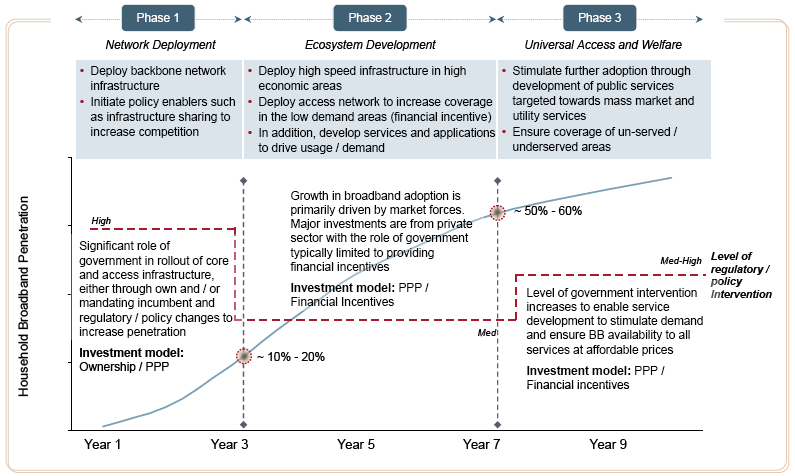 Phase 1
Phase 2
Phase 3
Network Deployment
Ecosystem Development
Universal Access and Welfare
• Deploy backbone network
infrastructure
• Initiate policy enablers such
as infrastructure sharing to
increase competition
• Deploy high speed infrastructure in high
economic areas
• Deploy access network to increase coverage
in the low demand areas (financial incentive)
• In addition, develop services and applications
to drive usage / demand
• Stimulate further adoption through
development of public services
targeted towards mass market and
utility services
• Ensure coverage of un-served /
underserved areas
Household Broadband Penetration
High
Significant role of
government in rollout of core
and access infrastructure,
either through own and / or
mandating incumbent and
regulatory / policy changes to
increase penetration
Investment model:
Ownership / PPP
~ 10% - 20%
Growth in broadband adoption is
primarily driven by market forces.
Major investments are from private
sector with the role of government
typically limited to providing
financial incentives
Investment model: PPP /
Financial Incentives
Med
~ 50% - 60%
Med-High
Level of
regulatory /
policy
Intervention
Level of government intervention
increases to enable service
development to stimulate demand
and ensure BB availability to all
services at affordable prices
Investment model: PPP /
Financial incentives
Year 1
Year 3
Year 5
Year 7
Year 9